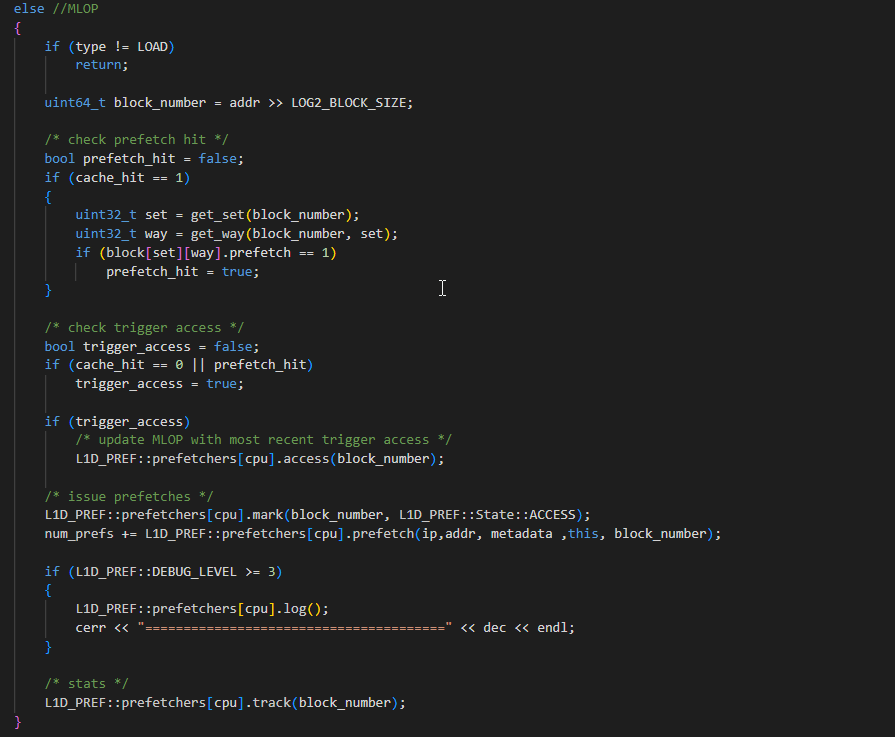 else //MLOP
{
    if (type != LOAD)
        return;

    uint64_t block_number = addr >> LOG2_BLOCK_SIZE;

    /* check prefetch hit */
    bool prefetch_hit = false;
    if (cache_hit == 1)
    {
        uint32_t set = get_set(block_number);
        uint32_t way = get_way(block_number, set);
        if (block[set][way].prefetch == 1)
            prefetch_hit = true;
    }

    /* check trigger access */
    bool trigger_access = false;
    if (cache_hit == 0 || prefetch_hit)
        trigger_access = true;

    if (trigger_access)
        /* update MLOP with most recent trigger access */
        L1D_PREF::prefetchers[cpu].access(block_number);

    /* issue prefetches */
    L1D_PREF::prefetchers[cpu].mark(block_number, L1D_PREF::State::ACCESS);
    num_prefs += L1D_PREF::prefetchers[cpu].prefetch(ip,addr, metadata ,this, block_number);

    if (L1D_PREF::DEBUG_LEVEL >= 3)
    {
        L1D_PREF::prefetchers[cpu].log();
        cerr << "=======================================" << dec << endl;
    }

    /* stats */
    L1D_PREF::prefetchers[cpu].track(block_number);
}